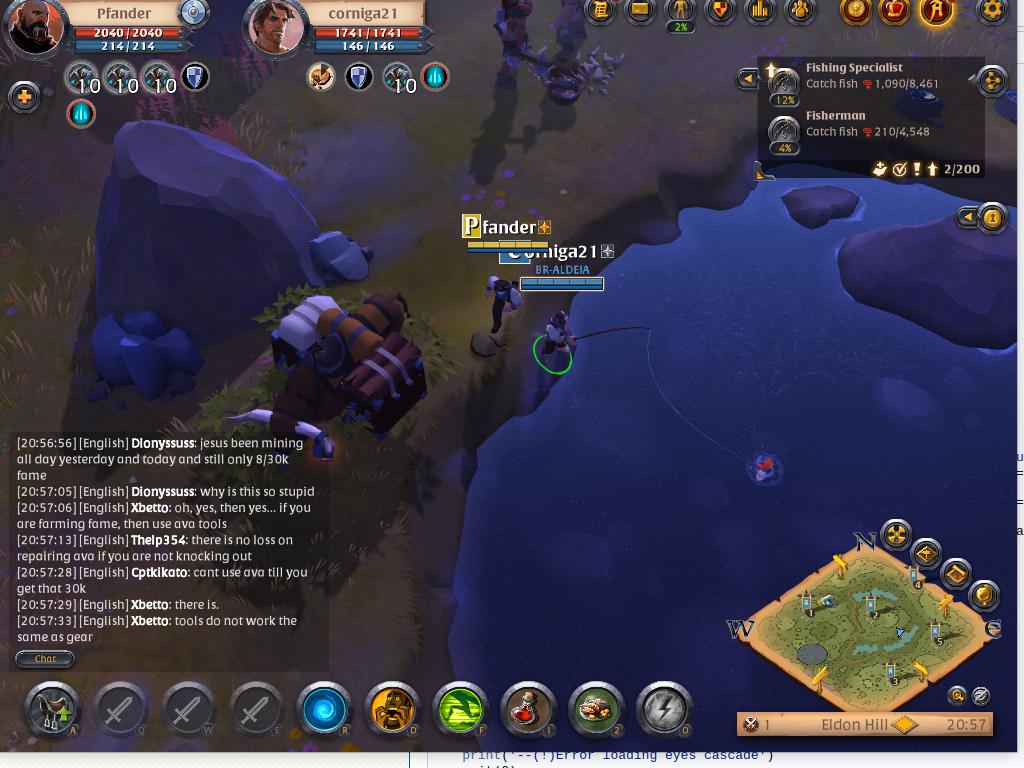 Pfander
2040/2040
214/214
corniga21
1741/1741
146/146
2%
10
10
10
10
Fishing Specialist
Catch fish 1,090/8,461
12%
Fisherman
Catch fish 210/4,548
4%
2/200
Pfander
Corniga21
BR-ALDEIA
[20:56:56] [English] Dionyssuss: jesus been mining
all day yesterday and today and still only 8/30k
fame
[20:57:05] [English] Dionyssuss: why is this so stupid
[20:57:06] [English] Xbetto: oh, yes, then yes... if you
are farming fame, then use ava tools
[20:57:13] [English] Thelp354: there is no loss on
repairing ava if you are not knocking out
[20:57:28] [English] Cptkikato: cant use ava till you
get that 30k
[20:57:29] [English] Xbetto: there is.
[20:57:33] [English] Xbetto: tools do not work the
same as gear
Chat
N
W
E
1
2
3
4
5
A
Q
W
E
R
D
F
1
2
O
1
Eldon Hill
20:57
print('--(!)Error loading eyes cascade')